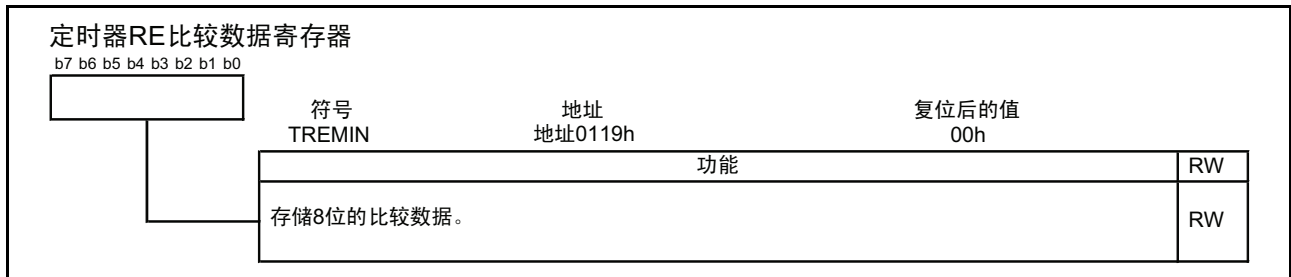 定时器RE比较数据寄存器
b7 b6 b5 b4 b3 b2 b1 b0
符号 地址 复位后的值
TREMIN 地址0119h 00h
功能 RW
存储8位的比较数据。 RW